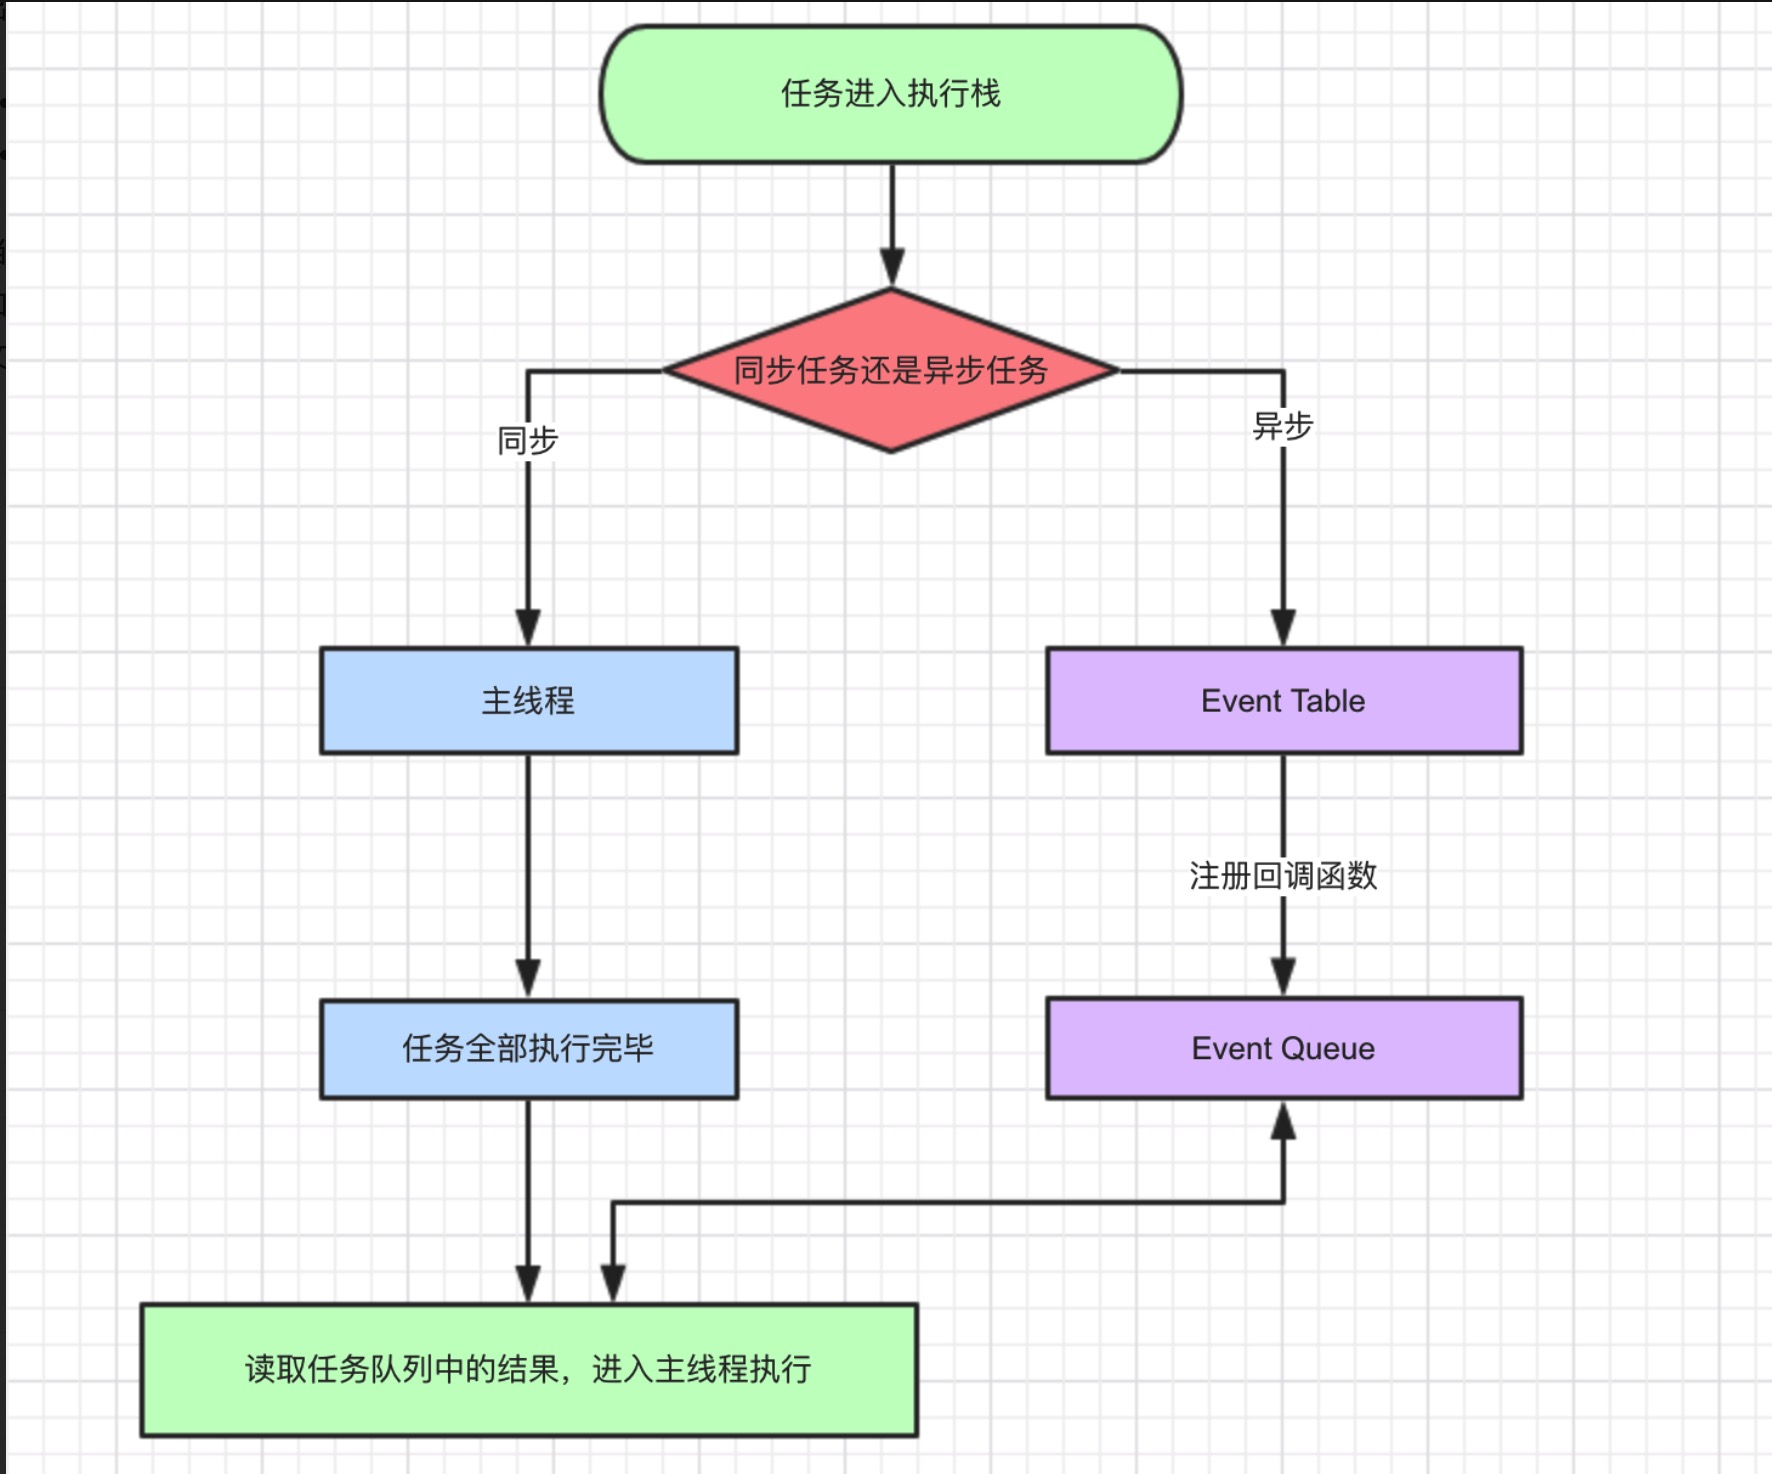 任务进入执行栈
同步任务还是异步任务
同步
异步
主线程
Event Table
注册回调函数
任务全部执行完毕
Event Queue
读取任务队列中的结果，进入主线程执行